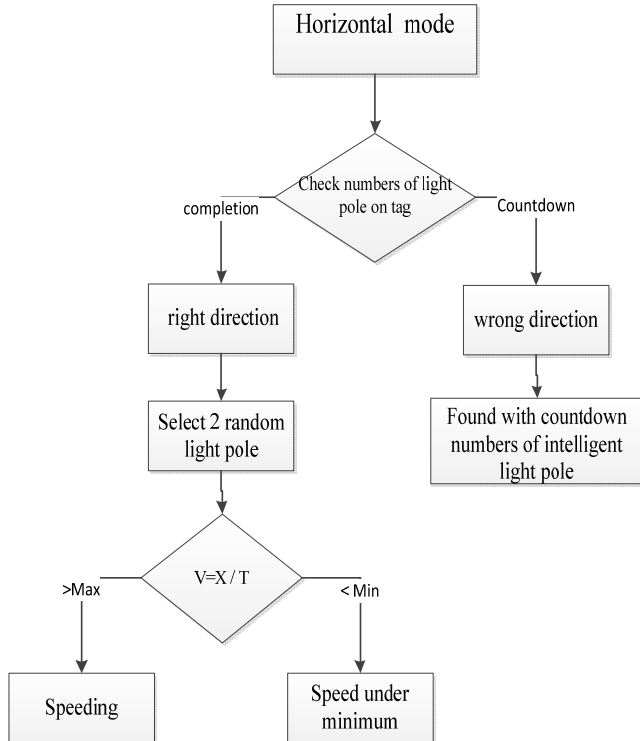 Horizontal mode
Check numbers of light
pole on tag
completion
Countdown
right direction
wrong direction
Select 2 random
light pole
Found with countdown
numbers of intelligent
light pole
V=X / T
>Max
< Min
Speeding
Speed under
minimum